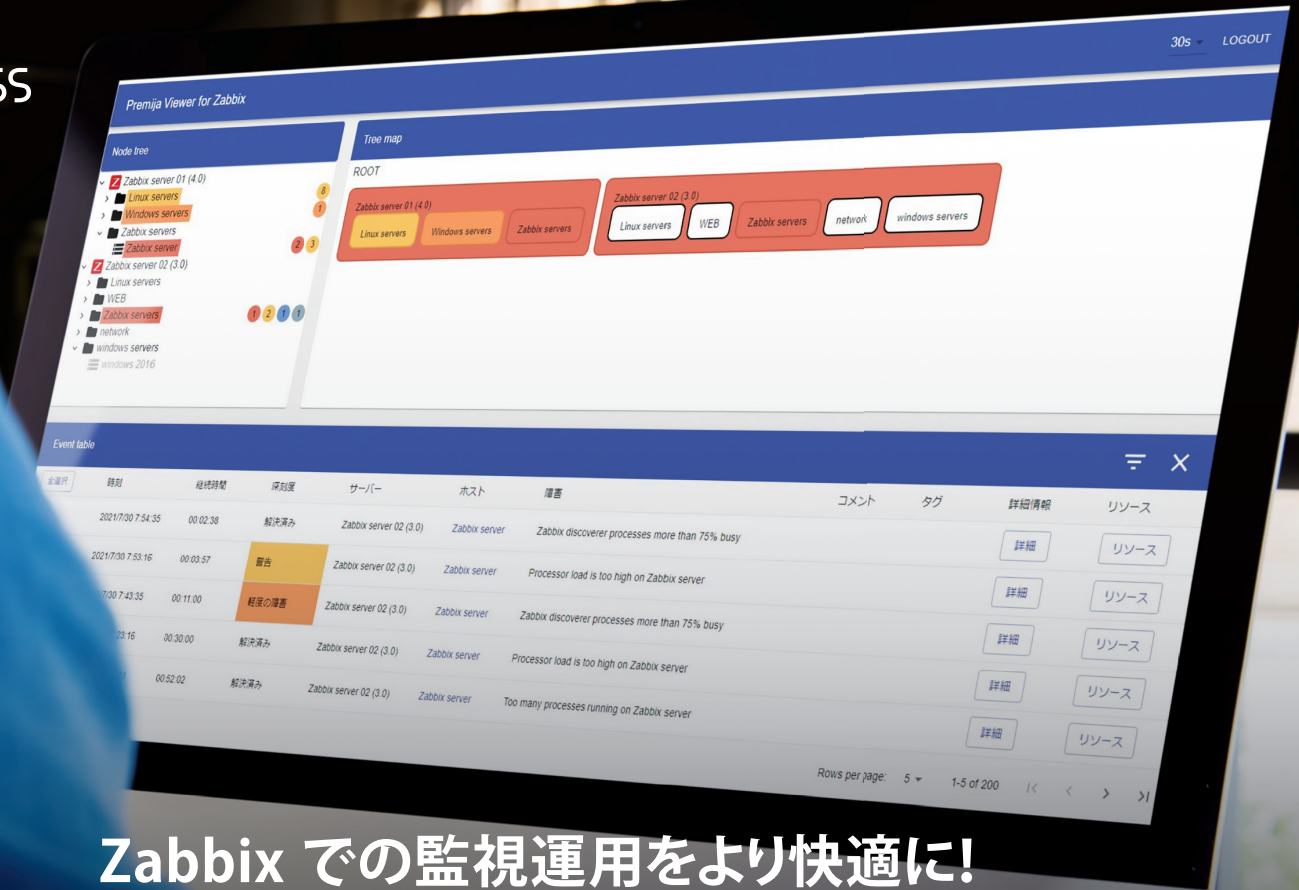 ss
30s LOGOUT
Premija Viewer for Zabbix
Node tree
Zabbix server 01 (4.0)
Linux servers 8
Windows servers 1
Zabbix servers
Zabbix server 2 3
Zabbix server 02 (3.0)
Linux servers
WEB
Zabbix servers 1 2 1 1
network
windows servers
windows 2016
Tree map
ROOT
Zabbix server 01 (4.0)
Linux servers Windows servers Zabbix servers
Zabbix server 02 (3.0)
Linux servers WEB Zabbix servers network windows servers
Event table
全選択 時刻 継続時間 深刻度 サーバー ホスト 障害 コメント タグ 詳細情報 リソース
2021/7/30 7:54:35 00:02:38 解決済み Zabbix server 02 (3.0) Zabbix server Zabbix discoverer processes more than 75% busy 詳細 リソース
2021/7/30 7:53:16 00:03:57 警告 Zabbix server 02 (3.0) Zabbix server Processor load is too high on Zabbix server 詳細 リソース
7/30 7:43:35 00:11:00 軽度の障害 Zabbix server 02 (3.0) Zabbix server Zabbix discoverer processes more than 75% busy 詳細 リソース
23:16 00:30:00 解決済み Zabbix server 02 (3.0) Zabbix server Processor load is too high on Zabbix server 詳細 リソース
00:52:02 解決済み Zabbix server 02 (3.0) Zabbix server Too many processes running on Zabbix server 詳細 リソース
Rows per page: 5 1-5 of 200
Zabbix での監視運用をより快適に!